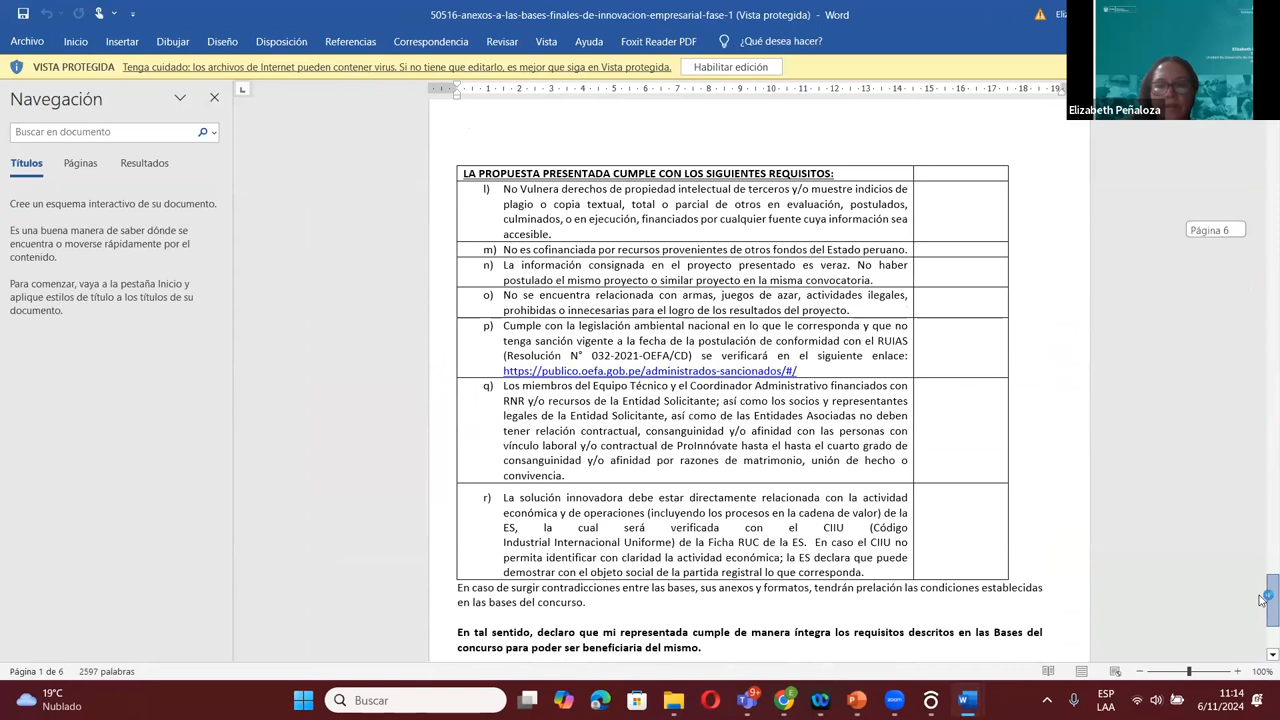 50516-anexos-a-las-bases-finales-de-innovacion-empresarial-fase-1 (Vista protegida) - Word
Archivo Inicio Insertar Dibujar Diseño Disposición Referencias Correspondencia Revisar Vista Ayuda Foxit Reader PDF ¿Qué desea hacer?
VISTA PROTEGIDA Tenga cuidado: los archivos de Internet pueden contener virus. Si no tiene que editarlo, es mejor que se siga en Vista protegida. Habilitar edición
Elizabeth Peñaloza
Navegación
Buscar en documento
Títulos Páginas Resultados
Cree un esquema interactivo de su documento.
Es una buena manera de saber dónde se
encuentra o moverse rápidamente por el
contenido.
Para comenzar, vaya a la pestaña Inicio y
aplique estilos de título a los títulos de su
documento.
1 2 3 4 5 6 7 8 9 10 11 12 13 14 15 16 17 18 19
LA PROPUESTA PRESENTADA CUMPLE CON LOS SIGUIENTES REQUISITOS:
l) No Vulnera derechos de propiedad intelectual de terceros y/o muestre indicios de
plagio o copia textual, total o parcial de otros en evaluación, postulados,
culminados, o en ejecución, financiados por cualquier fuente cuya información sea
accesible.
m) No es cofinanciada por recursos provenientes de otros fondos del Estado peruano.
n) La información consignada en el proyecto presentado es veraz. No haber
postulado el mismo proyecto o similar proyecto en la misma convocatoria.
o) No se encuentra relacionada con armas, juegos de azar, actividades ilegales,
prohibidas o innecesarias para el logro de los resultados del proyecto.
p) Cumple con la legislación ambiental nacional en lo que le corresponda y que no
tenga sanción vigente a la fecha de la postulación de conformidad con el RUIAS
(Resolución N° 032-2021-OEFA/CD) se verificará en el siguiente enlace:
https://publico.oefa.gob.pe/administrados-sancionados/#/
q) Los miembros del Equipo Técnico y el Coordinador Administrativo financiados con
RNR y/o recursos de la Entidad Solicitante; así como los socios y representantes
legales de la Entidad Solicitante, así como de las Entidades Asociadas no deben
tener relación contractual, consanguinidad y/o afinidad con las personas con
vínculo laboral y/o contractual de ProInnóvate hasta el hasta el cuarto grado de
consanguinidad y/o afinidad por razones de matrimonio, unión de hecho o
convivencia.
r) La solución innovadora debe estar directamente relacionada con la actividad
económica y de operaciones (incluyendo los procesos en la cadena de valor) de la
ES, la cual será verificada con el CIIU (Código
Industrial Internacional Uniforme) de la Ficha RUC de la ES. En caso el CIIU no
permita identificar con claridad la actividad económica; la ES declara que puede
demostrar con el objeto social de la partida registral lo que corresponda.
En caso de surgir contradicciones entre las bases, sus anexos y formatos, tendrán prelación las condiciones establecidas
en las bases del concurso.
En tal sentido, declaro que mi representada cumple de manera íntegra los requisitos descritos en las Bases del
concurso para poder ser beneficiaria del mismo.
Página 6
Página 1 de 6 2597 palabras 100%
19°C
Nublado
Buscar
9+
zoom
ESP
LAA
11:14
6/11/2024